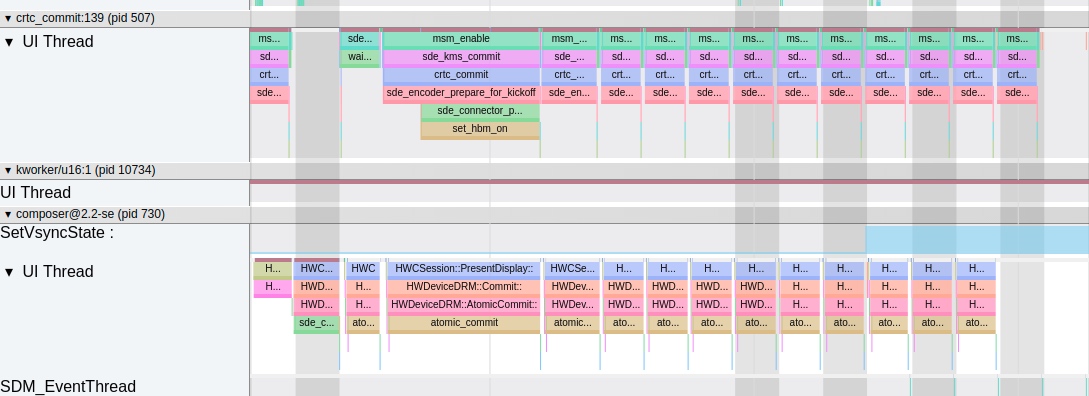 ▼ crtc_commit:139 (pid 507)
▼ UI Thread
ms... sde... msm_enable msm_... ms... ms... ms... ms... ms... ms... ms... ms... ms... ms...
sd... wai... sde_kms_commit sde_... sd... sd... sd... sd... sd... sd... sd... sd... sd... sd...
crt... crtc_commit crtc_... crt... crt... crt... crt... crt... crt... crt... crt... crt... crt...
sde... sde_encoder_prepare_for_kickoff sde_en... sde... sde... sde... sde... sde... sde... sde... sde... sde... sde...
sde_connector_p...
set_hbm_on
▼ kworker/u16:1 (pid 10734)
UI Thread
▼ composer@2.2-se (pid 730)
SetVsyncState :
▼ UI Thread
H... HWC... HWC HWCSession::PresentDisplay:: HWCSe... H... H... H... H... H... H... H... H... H...
H... HWD... H... HWDeviceDRM::Commit:: HWDev... HWD... HWD... HWD... HWD... H... H... H... H... H...
HWD... H... HWDeviceDRM::AtomicCommit:: HWDev... HWD... HWD... HWD... HWD... H... H... H... H... H...
sde_c... ato... atomic_commit atomic... ato... ato... ato... ato... ato... ato... ato... ato... ato...
SDM_EventThread